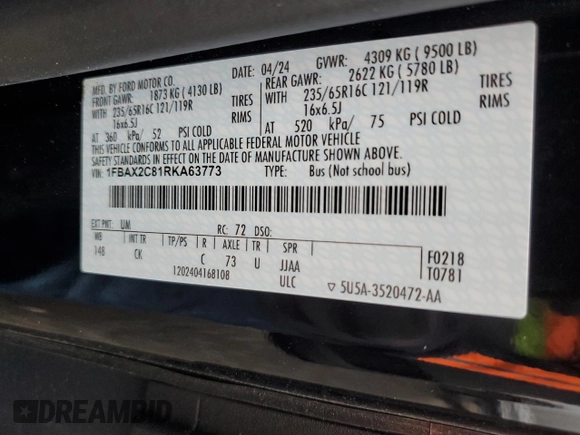 MFD. BY FORD MOTOR CO.
DATE: 04/24 GVWR: 4309 KG ( 9500 LB)
FRONT GAWR: 1873 KG ( 4130 LB) REAR GAWR: 2622 KG ( 5780 LB)
WITH 235/65R16C 121/119R TIRES WITH 235/65R16C 121/119R TIRES
16x6.5J RIMS 16x6.5J RIMS
AT 360 kPa/ 52 PSI COLD AT 520 kPa/ 75 PSI COLD
THIS VEHICLE CONFORMS TO ALL APPLICABLE FEDERAL MOTOR VEHICLE
SAFETY STANDARDS IN EFFECT ON THE DATE OF MANUFACTURE SHOWN ABOVE.
1FBAX2C81RKA63773 TYPE: Bus (Not school bus)
EXT PNT: UM RC: 72 DSO:
WB INT TR TP/PS R AXLE TR SPR
148 CK C 73 U JJAA
1202404168108 ULC
F0218
T0781
5U5A-3520472-AA
DREAMBID